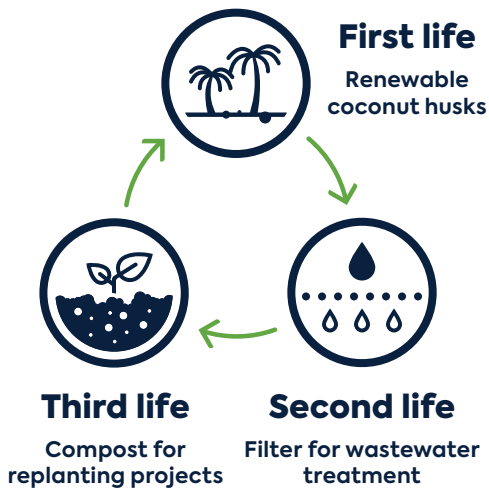 First life
Renewable
coconut husks
Third life
Compost for
replanting projects
Second life
Filter for wastewater
treatment